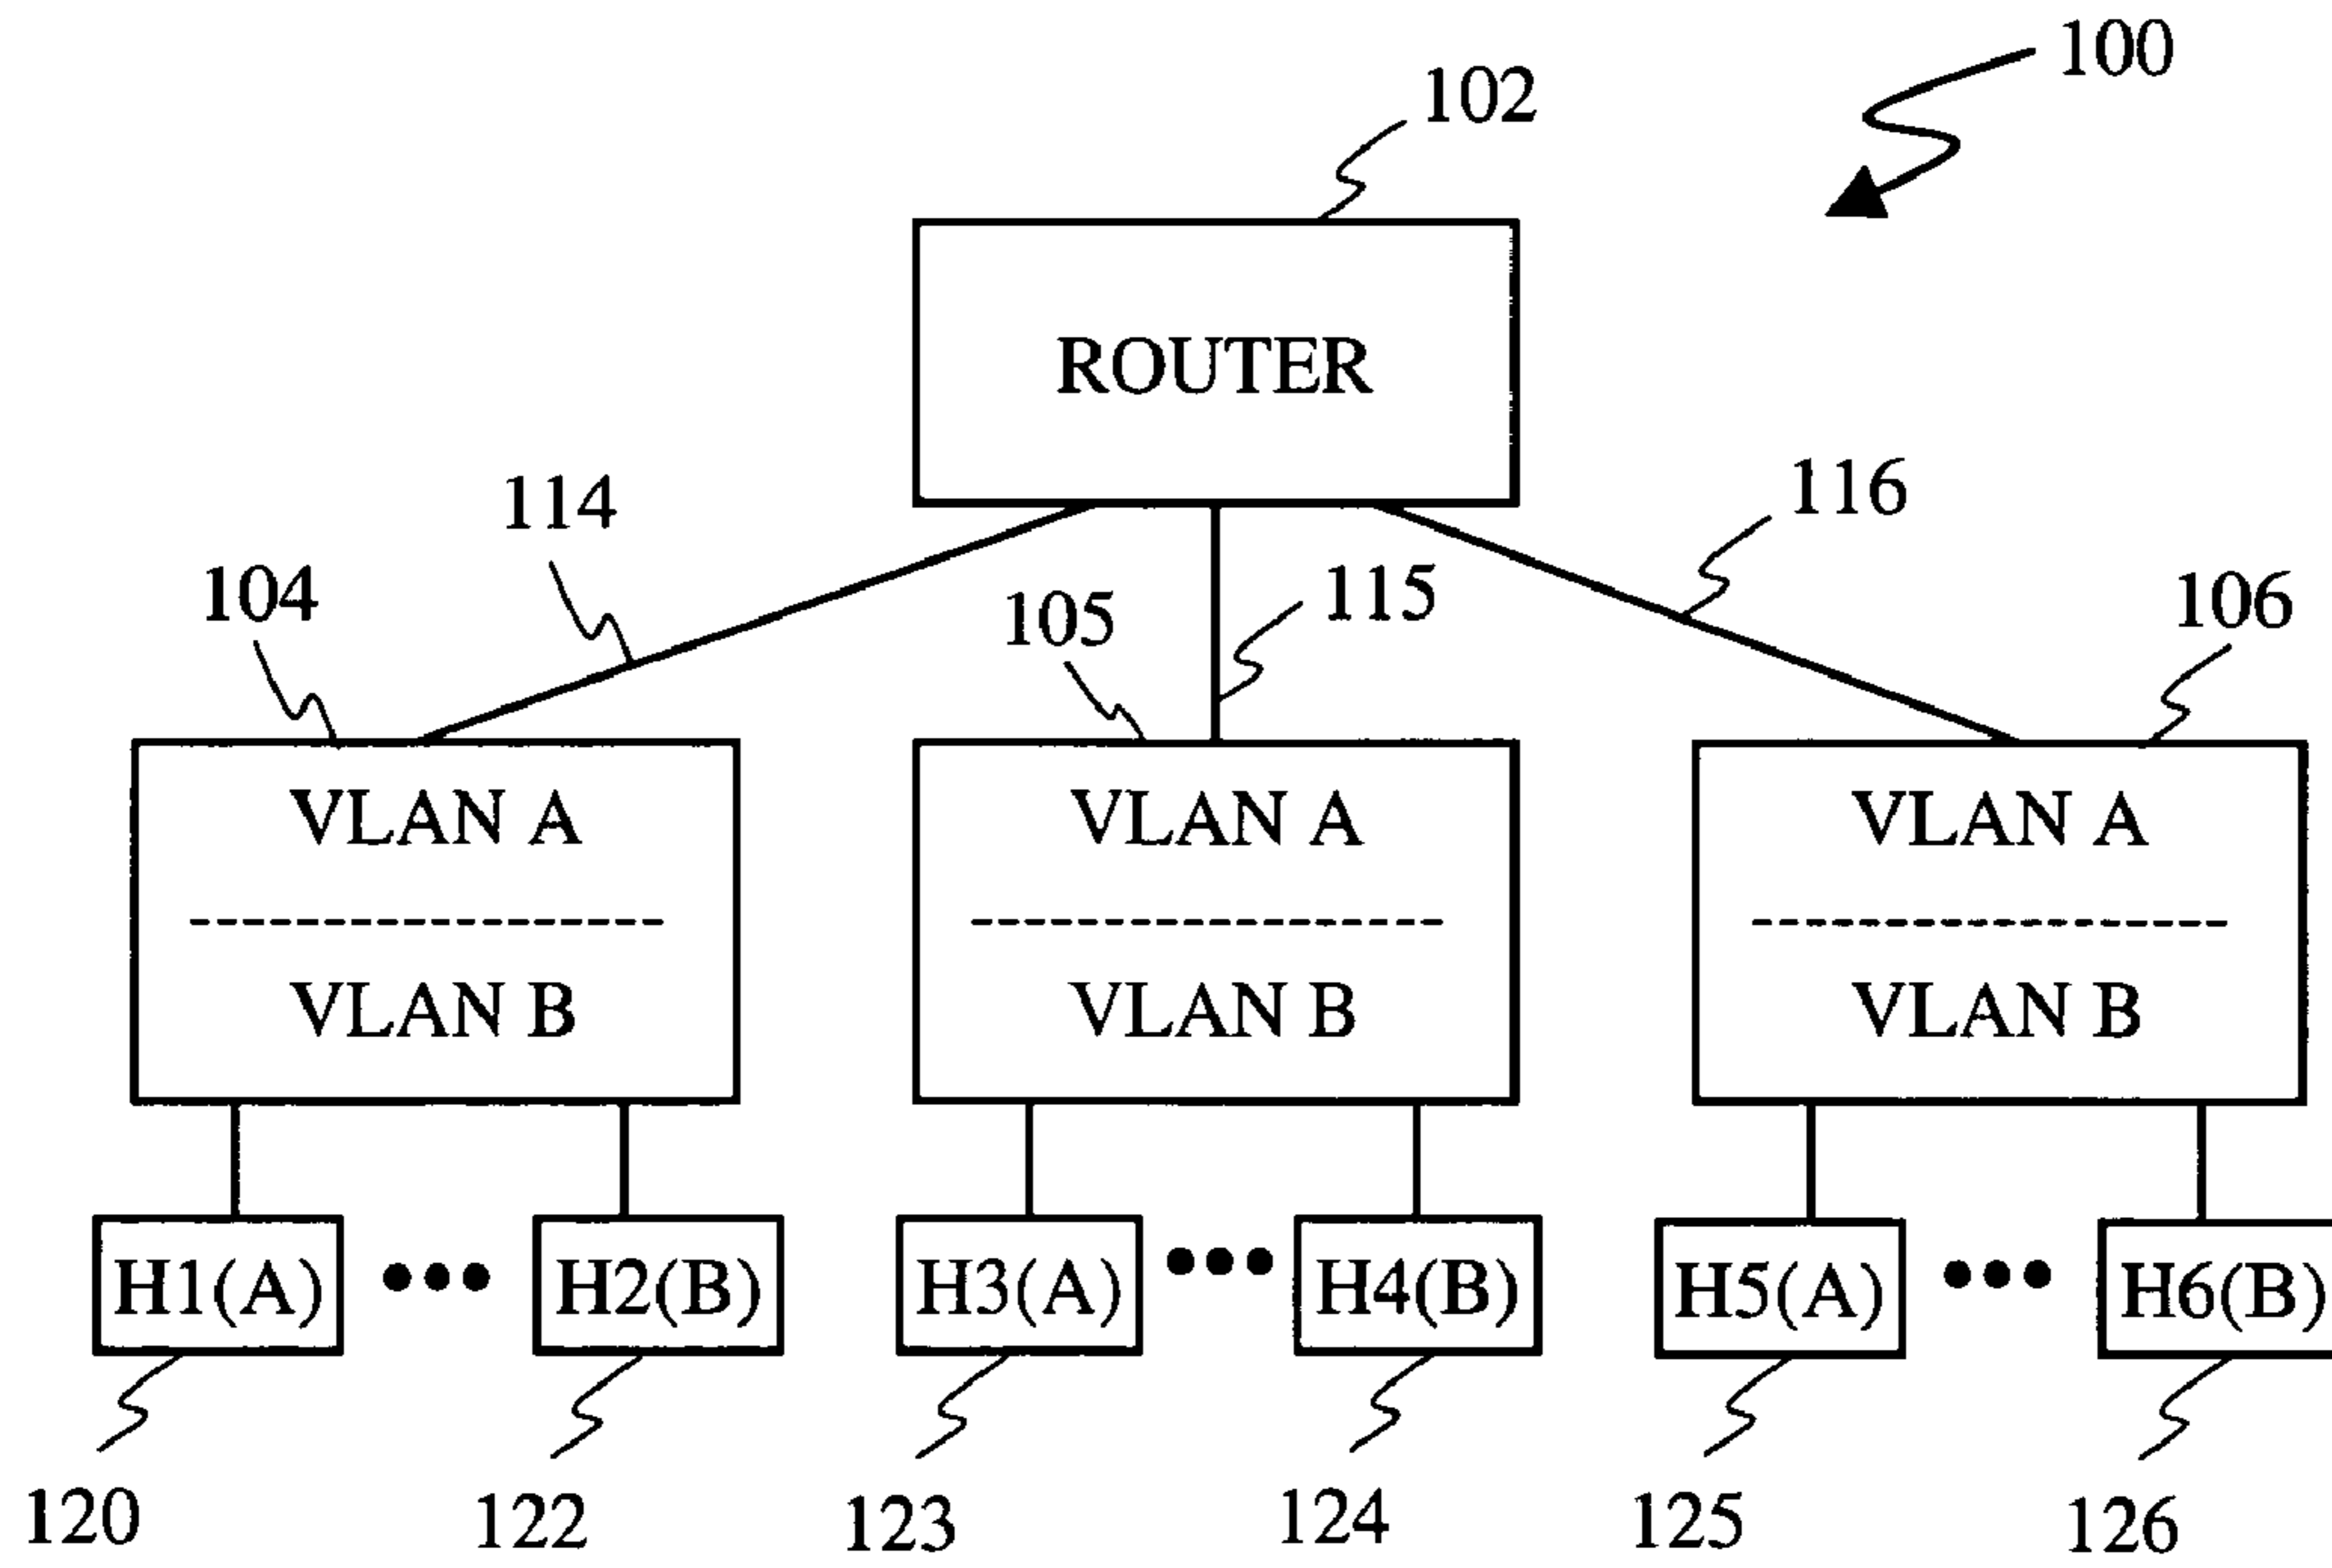 100
102
ROUTER
114
116
104
105
115
106
VLAN A
VLAN A
VLAN A
VLAN B
VLAN B
VLAN B
H1(A)
H2(B)
H3(A)
H4(B)
H5(A)
H6(B)
120
122
123
124
125
126